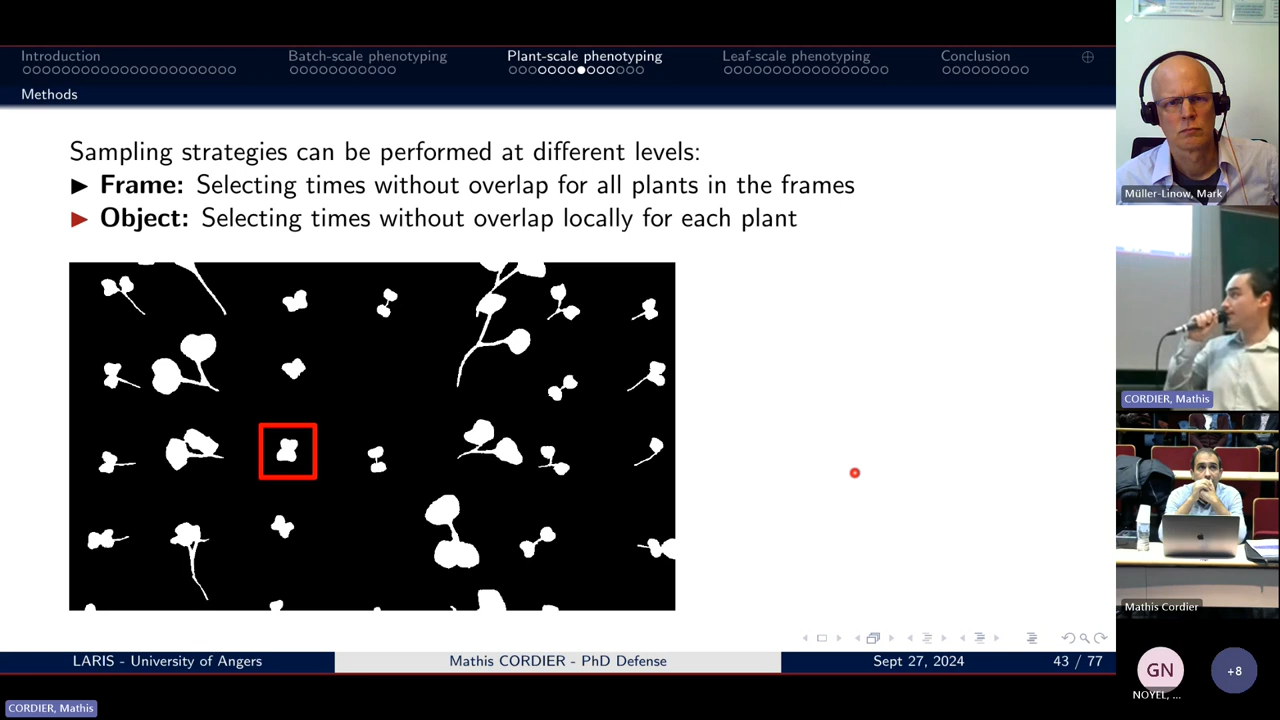 Introduction
Batch-scale phenotyping
Plant-scale phenotyping
Leaf-scale phenotyping
Conclusion
Methods
Sampling strategies can be performed at different levels:
► Frame: Selecting times without overlap for all plants in the frames
► Object: Selecting times without overlap locally for each plant
LARIS - University of Angers
Mathis CORDIER - PhD Defense
Sept 27, 2024
43 / 77
CORDIER, Mathis
Müller-Linow, Mark
CORDIER, Mathis
Mathis Cordier
GN
NOYEL, ...
+8